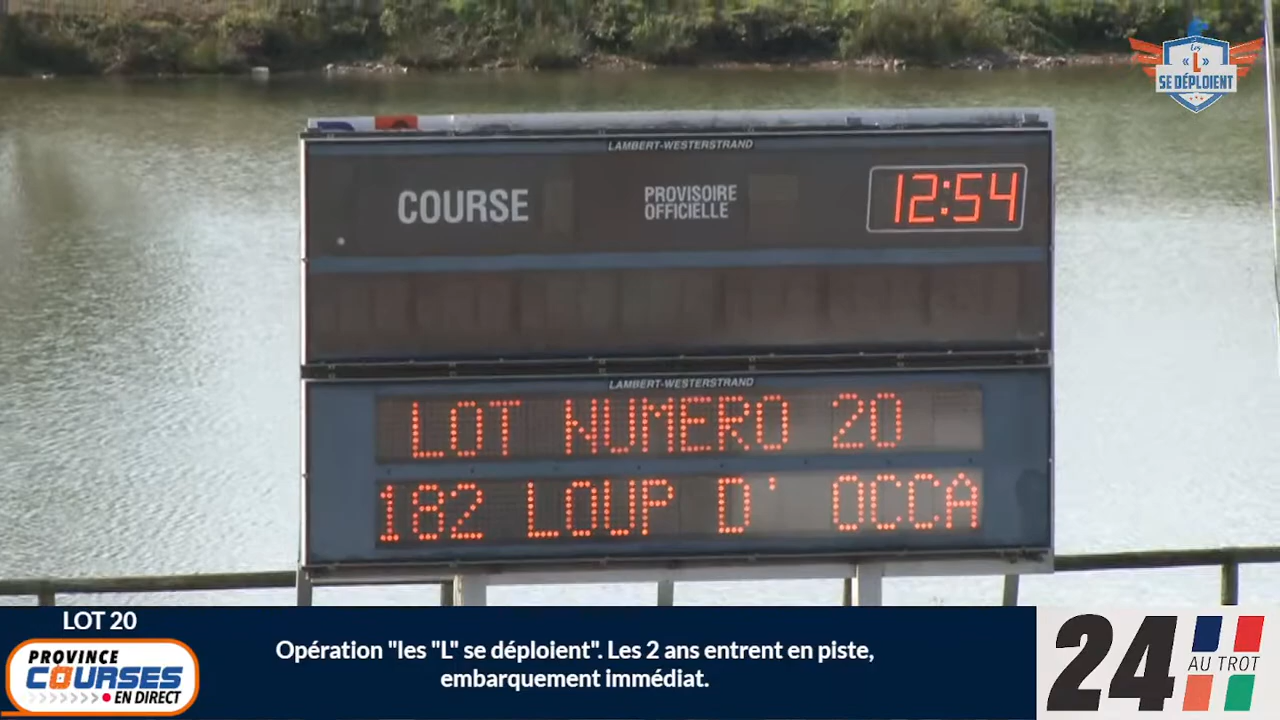 Les
« L »
SE DÉPLOIENT
LAMBERT-WESTERSTRAND
COURSE
PROVISOIRE
OFFICIELLE
12:54
LAMBERT-WESTERSTRAND
LOT NUMERO 20
182 LOUP D' OCCA
LOT 20
PROVINCE
COURSES
EN DIRECT
Opération "les "L" se déploient". Les 2 ans entrent en piste,
embarquement immédiat.
24
AU TROT